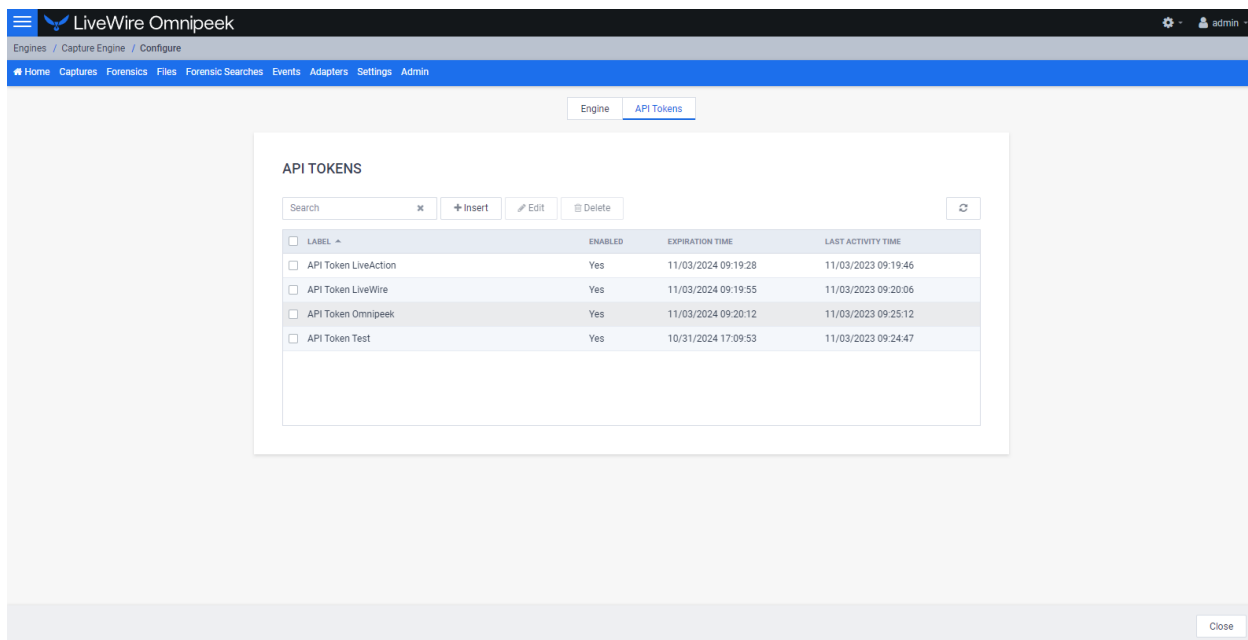 LiveWire Omnipeek admin
Engines / Capture Engine / Configure
Home Captures Forensics Files Forensic Searches Events Adapters Settings Admin
Engine API Tokens
API TOKENS
Search Insert Edit Delete
LABEL ENABLED EXPIRATION TIME LAST ACTIVITY TIME
API Token LiveAction Yes 11/03/2024 09:19:28 11/03/2023 09:19:46
API Token LiveWire Yes 11/03/2024 09:19:55 11/03/2023 09:20:06
API Token Omnipeek Yes 11/03/2024 09:20:12 11/03/2023 09:25:12
API Token Test Yes 10/31/2024 17:09:53 11/03/2023 09:24:47
Close